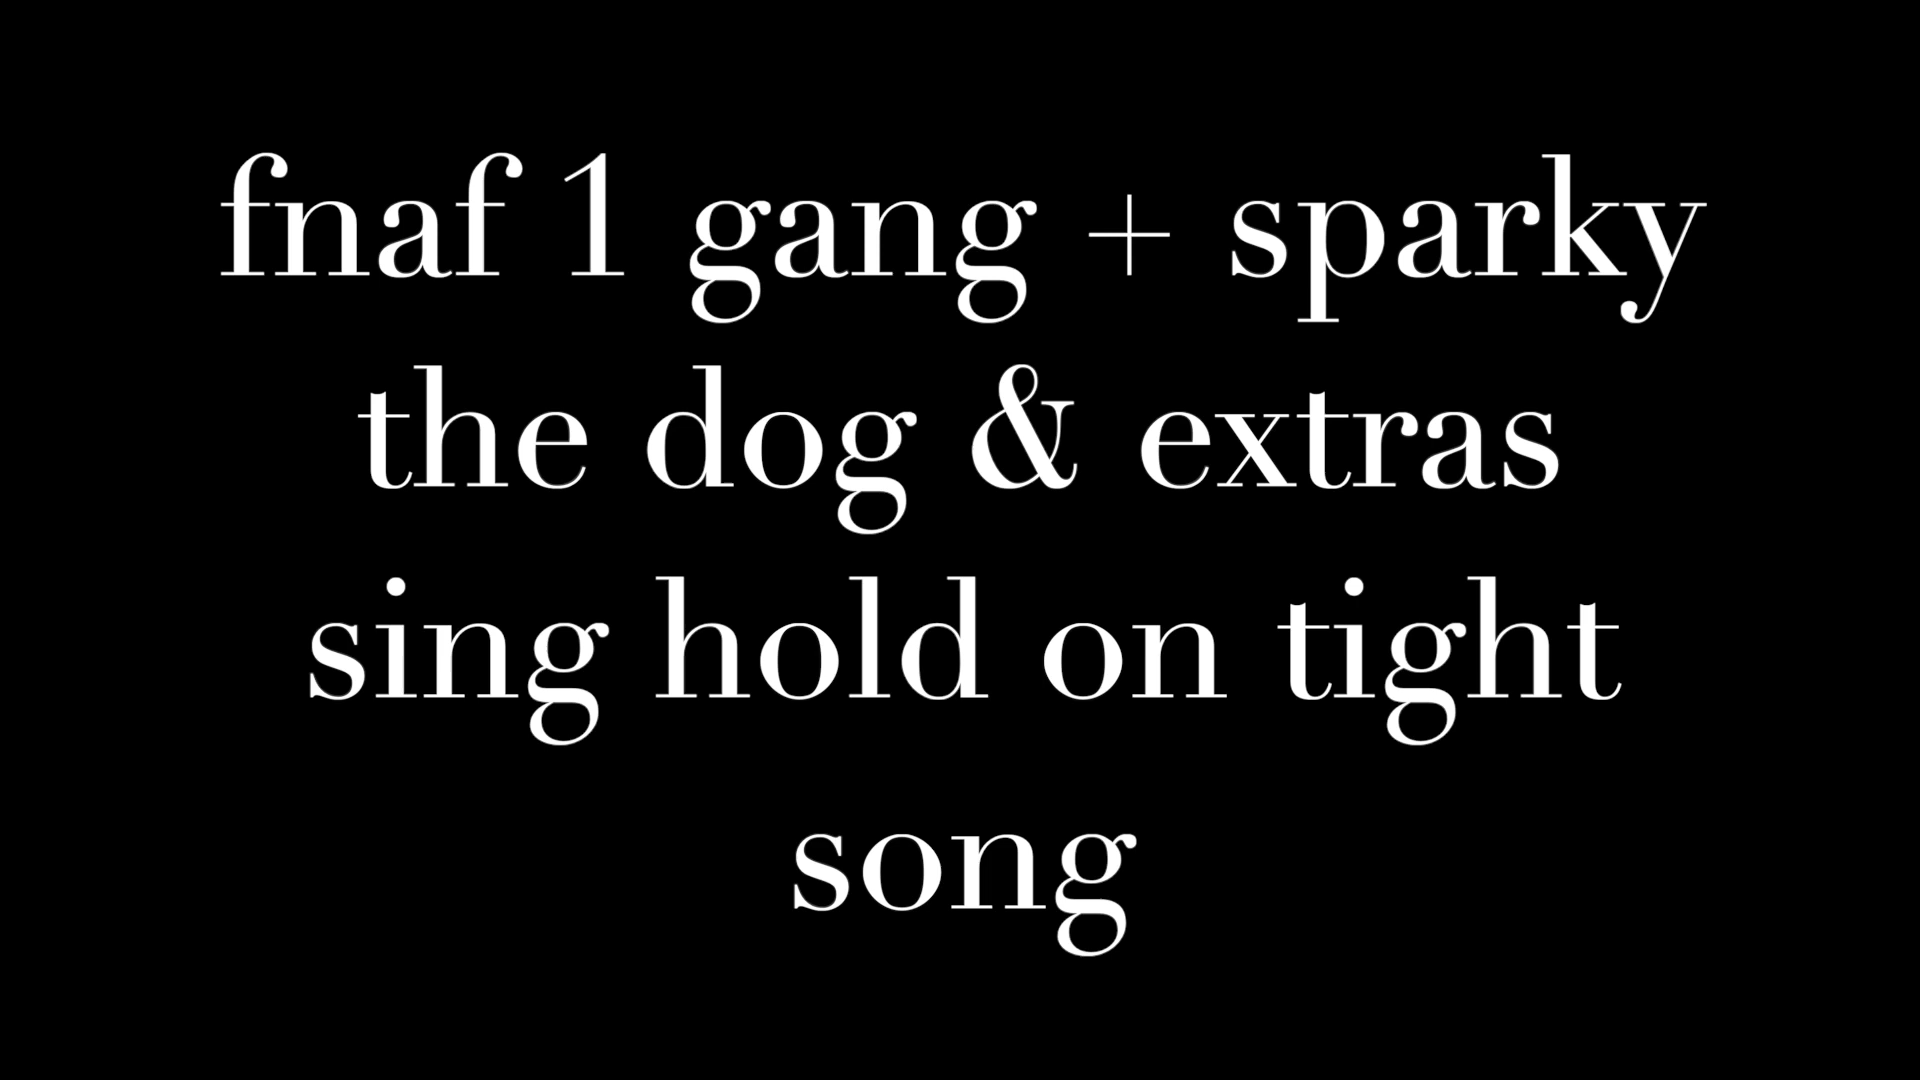 fnaf 1 gang + sparky
the dog & extras
sing hold on tight
song